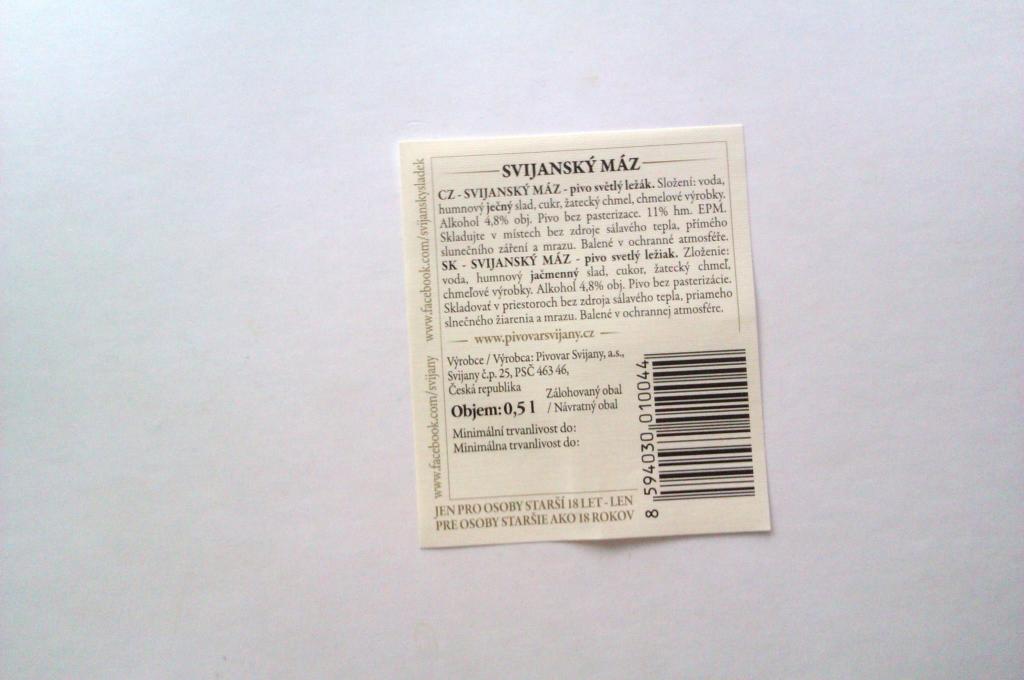 SVIJANSKÝ MÁZ
CZ - SVIJANSKÝ MÁZ - pivo světlý ležák. Složení: voda,
humnový ječný slad, cukr, žatecký chmel, chmelové výrobky.
Alkohol 4,8% obj. Pivo bez pasterizace. 11% hm. EPM.
Skladujte v místech bez zdroje sálavého tepla, přímého
slunečního záření a mrazu. Balené v ochranné atmosféře.
SK - SVIJANSKÝ MÁZ - pivo svetlý ležiak. Zloženie:
voda, humnový jačmenný slad, cukor, žatecký chmeľ,
chmeľové výrobky. Alkohol 4,8% obj. Pivo bez pasterizácie.
Skladovať v priestoroch bez zdroja sálavého tepla, priameho
slnečného žiarenia a mrazu. Balené v ochrannej atmosfére.
www.pivovarsvijany.cz
Výrobce / Výrobca: Pivovar Svijany, a.s.,
Svijany č.p. 25, PSČ 463 46,
Česká republika
Zálohovaný obal
/ Návratný obal
Objem: 0,5 l
Minimální trvanlivost do:
Minimálna trvanlivost do:
JEN PRO OSOBY STARŠÍ 18 LET - LEN
PRE OSOBY STARŠIE AKO 18 ROKOV
www.facebook.com/svijany
www.facebook.com/svijanskysladek
8 594030 010044